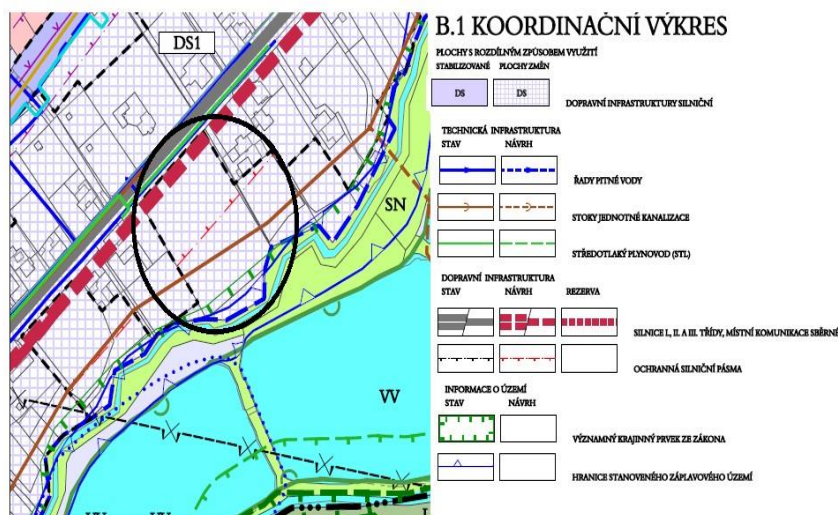 DS1
SN
VV
B.1 KOORDINAČNÍ VÝKRES
PLOCHY S ROZDÍLNÝM ZPŮSOBEM VYUŽITÍ
STABILIZOVANÉ PLOCHY ZMĚN
DS DS DOPRAVNÍ INFRASTRUKTURY SILNIČNÍ
TECHNICKÁ INFRASTRUKTURA
STAV NÁVRH
ŘADY PITNÉ VODY
STOKY JEDNOTNÉ KANALIZACE
STŘEDOTLAKÝ PLYNOVOD (STL)
DOPRAVNÍ INFRASTRUKTURA
STAV NÁVRH REZERVA
SILNICE I., II. A III. TŘÍDY, MÍSTNÍ KOMUNIKACE SBĚRNÉ
OCHRANNÁ SILNIČNÍ PÁSMA
INFORMACE O ÚZEMÍ
STAV NÁVRH
VÝZNAMNÝ KRAJINNÝ PRVEK ZE ZÁKONA
HRANICE STANOVENÉHO ZÁPLAVOVÉHO ÚZEMÍ